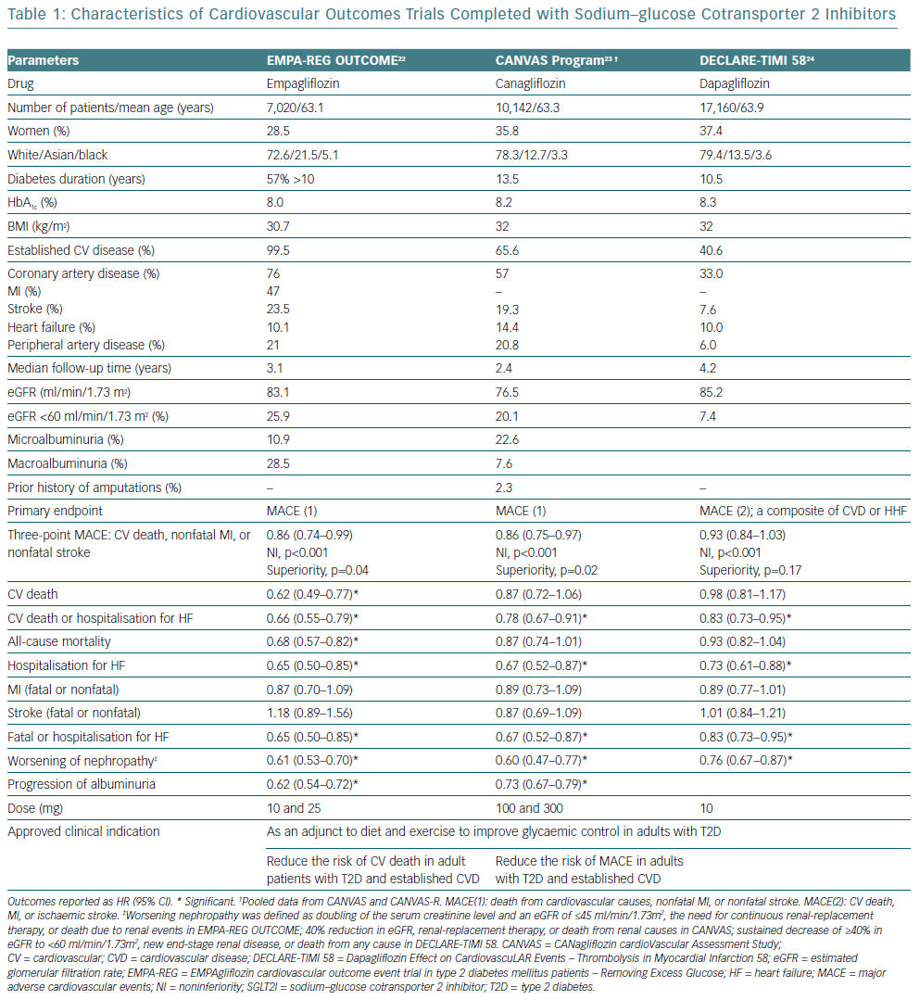 Table 1: Characteristics of Cardiovascular Outcomes Trials Completed with Sodium–glucose Cotransporter 2 Inhibitors
Parameters EMPA-REG OUTCOME²² CANVAS Program²³ † DECLARE-TIMI 58²⁴
Drug Empagliflozin Canagliflozin Dapagliflozin
Number of patients/mean age (years) 7,020/63.1 10,142/63.3 17,160/63.9
Women (%) 28.5 35.8 37.4
White/Asian/black 72.6/21.5/5.1 78.3/12.7/3.3 79.4/13.5/3.6
Diabetes duration (years) 57% >10 13.5 10.5
HbA₁c (%) 8.0 8.2 8.3
BMI (kg/m²) 30.7 32 32
Established CV disease (%) 99.5 65.6 40.6
Coronary artery disease (%) 76 57 33.0
MI (%) 47 – –
Stroke (%) 23.5 19.3 7.6
Heart failure (%) 10.1 14.4 10.0
Peripheral artery disease (%) 21 20.8 6.0
Median follow-up time (years) 3.1 2.4 4.2
eGFR (ml/min/1.73 m²) 83.1 76.5 85.2
eGFR <60 ml/min/1.73 m² (%) 25.9 20.1 7.4
Microalbuminuria (%) 10.9 22.6
Macroalbuminuria (%) 28.5 7.6
Prior history of amputations (%) – 2.3 –
Primary endpoint MACE (1) MACE (1) MACE (2); a composite of CVD or HHF
Three-point MACE: CV death, nonfatal MI, or 0.86 (0.74–0.99) 0.86 (0.75–0.97) 0.93 (0.84–1.03)
nonfatal stroke NI, p<0.001 NI, p<0.001 NI, p<0.001
Superiority, p=0.04 Superiority, p=0.02 Superiority, p=0.17
CV death 0.62 (0.49–0.77)* 0.87 (0.72–1.06) 0.98 (0.81–1.17)
CV death or hospitalisation for HF 0.66 (0.55–0.79)* 0.78 (0.67–0.91)* 0.83 (0.73–0.95)*
All-cause mortality 0.68 (0.57–0.82)* 0.87 (0.74–1.01) 0.93 (0.82–1.04)
Hospitalisation for HF 0.65 (0.50–0.85)* 0.67 (0.52–0.87)* 0.73 (0.61–0.88)*
MI (fatal or nonfatal) 0.87 (0.70–1.09) 0.89 (0.73–1.09) 0.89 (0.77–1.01)
Stroke (fatal or nonfatal) 1.18 (0.89–1.56) 0.87 (0.69–1.09) 1.01 (0.84–1.21)
Fatal or hospitalisation for HF 0.65 (0.50–0.85)* 0.67 (0.52–0.87)* 0.83 (0.73–0.95)*
Worsening of nephropathy‡ 0.61 (0.53–0.70)* 0.60 (0.47–0.77)* 0.76 (0.67–0.87)*
Progression of albuminuria 0.62 (0.54–0.72)* 0.73 (0.67–0.79)*
Dose (mg) 10 and 25 100 and 300 10
Approved clinical indication As an adjunct to diet and exercise to improve glycaemic control in adults with T2D
Reduce the risk of CV death in adult Reduce the risk of MACE in adults
patients with T2D and established CVD with T2D and established CVD
Outcomes reported as HR (95% CI). * Significant. †Pooled data from CANVAS and CANVAS-R. MACE(1): death from cardiovascular causes, nonfatal MI, or nonfatal stroke. MACE(2): CV death,
MI, or ischaemic stroke. ‡Worsening nephropathy was defined as doubling of the serum creatinine level and an eGFR of ≤45 ml/min/1.73m², the need for continuous renal-replacement
therapy, or death due to renal events in EMPA-REG OUTCOME; 40% reduction in eGFR, renal-replacement therapy, or death from renal causes in CANVAS; sustained decrease of ≥40% in
eGFR to <60 ml/min/1.73m², new end-stage renal disease, or death from any cause in DECLARE-TIMI 58. CANVAS = CANagliflozin cardioVascular Assessment Study;
CV = cardiovascular; CVD = cardiovascular disease; DECLARE-TIMI 58 = Dapagliflozin Effect on CardiovascuLAR Events – Thrombolysis in Myocardial Infarction 58; eGFR = estimated
glomerular filtration rate; EMPA-REG = EMPAgliflozin cardiovascular outcome event trial in type 2 diabetes mellitus patients – Removing Excess Glucose; HF = heart failure; MACE = major
adverse cardiovascular events; NI = noninferiority; SGLT2I = sodium–glucose cotransporter 2 inhibitor; T2D = type 2 diabetes.